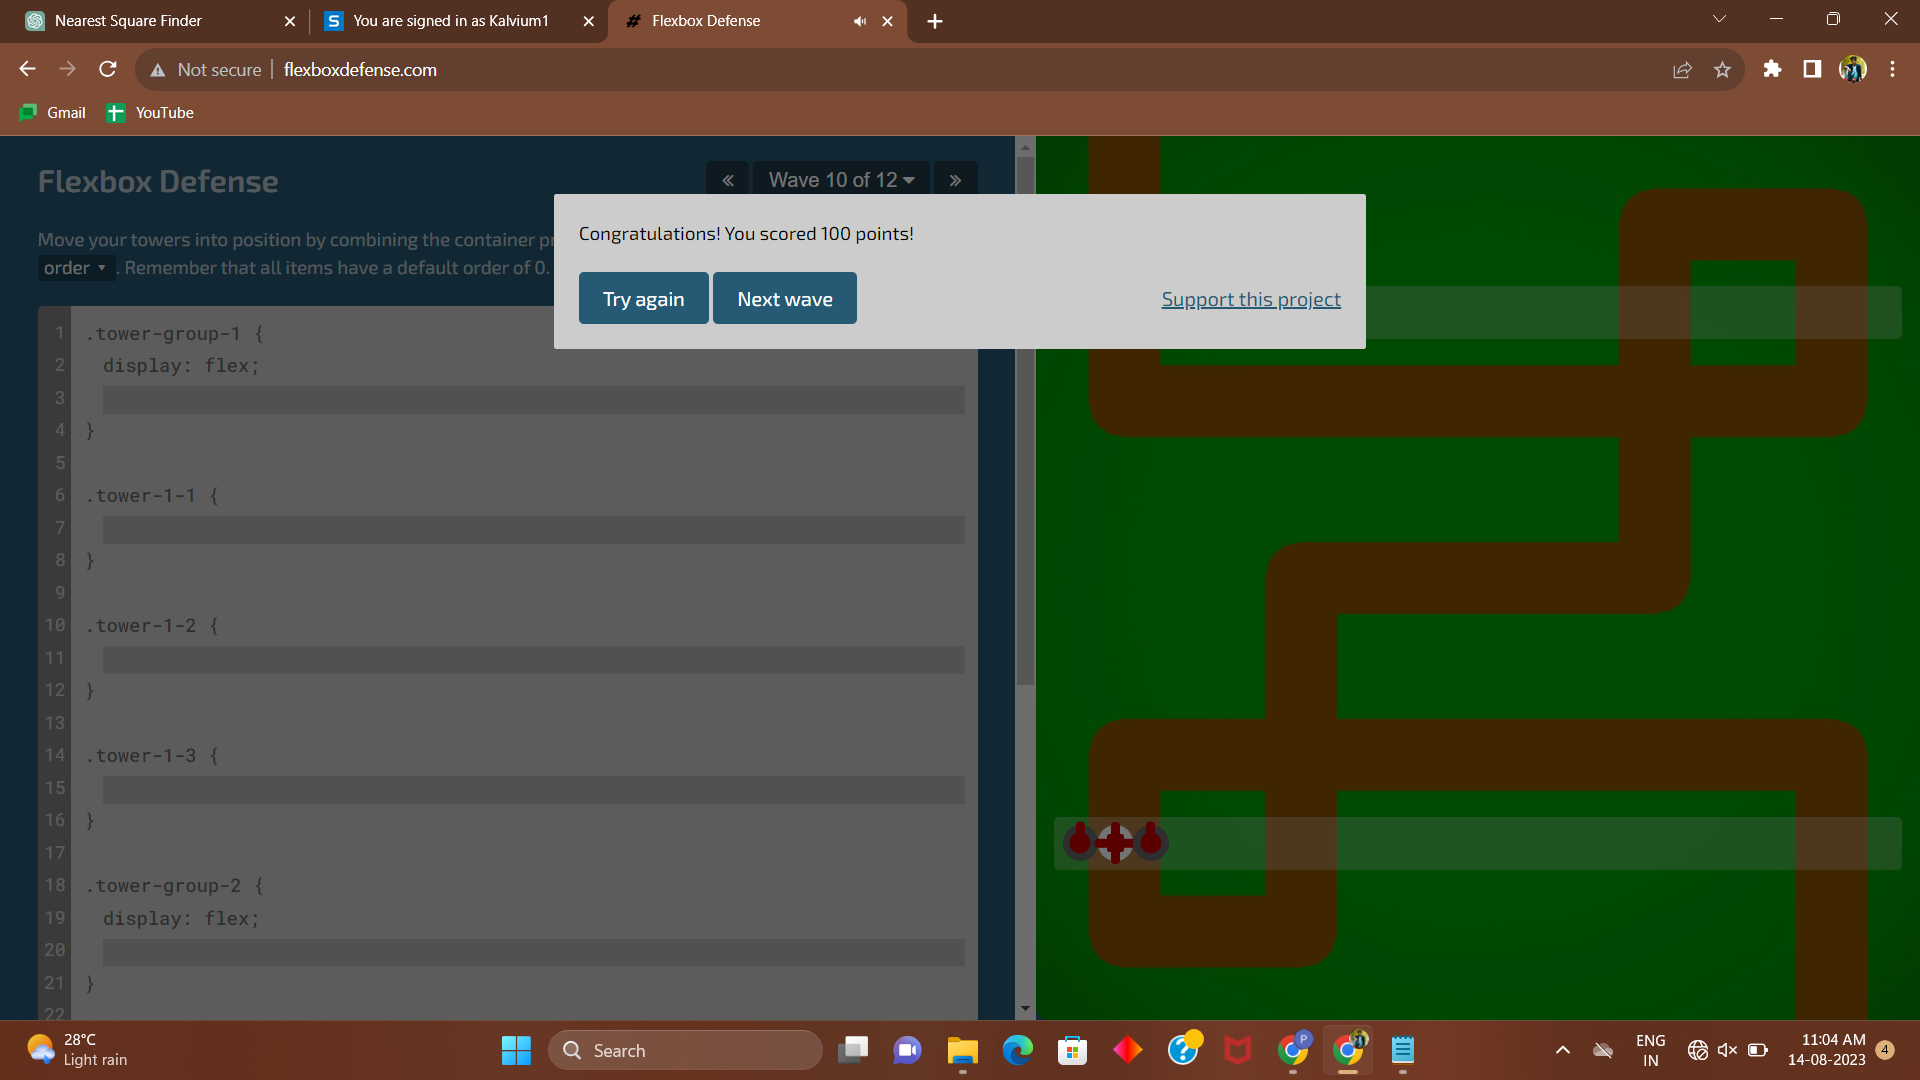 Nearest Square Finder
You are signed in as Kalvium1
Flexbox Defense
Not secure
flexboxdefense.com
Gmail
YouTube
Flexbox Defense
« Wave 10 of 12 »
Move your towers into position by combining the container
order . Remember that all items have a default order of 0.
Congratulations! You scored 100 points!
Try again
Next wave
Support this project
1 .tower-group-1 {
2 display: flex;
3
4 }
5
6 .tower-1-1 {
7
8 }
9
10 .tower-1-2 {
11
12 }
13
14 .tower-1-3 {
15
16 }
17
18 .tower-group-2 {
19 display: flex;
20
21 }
22
28°C
Light rain
Search
P
ENG
IN
11:04 AM
14-08-2023
4